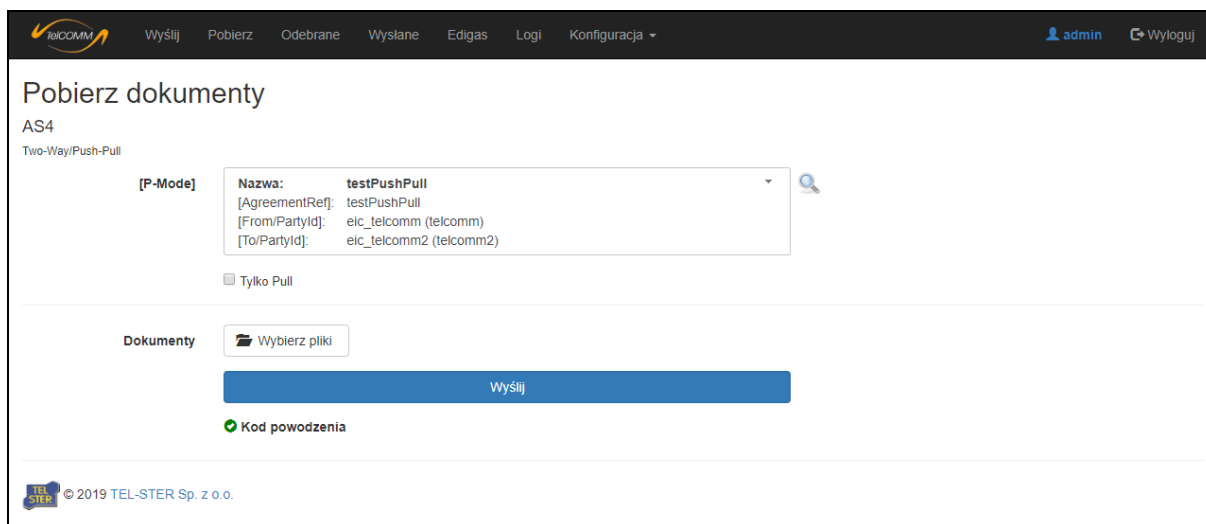 TelCOMM Wyślij Pobierz Odebrane Wysłane Edigas Logi Konfiguracja admin Wyloguj
Pobierz dokumenty
AS4
Two-Way/Push-Pull
[P-Mode] Nazwa: testPushPull
[AgreementRef]: testPushPull
[From/PartyId]: eic_telcomm (telcomm)
[To/PartyId]: eic_telcomm2 (telcomm2)
Tylko Pull
Dokumenty Wybierz pliki
Wyślij
Kod powodzenia
TEL STER © 2019 TEL-STER Sp. z o.o.